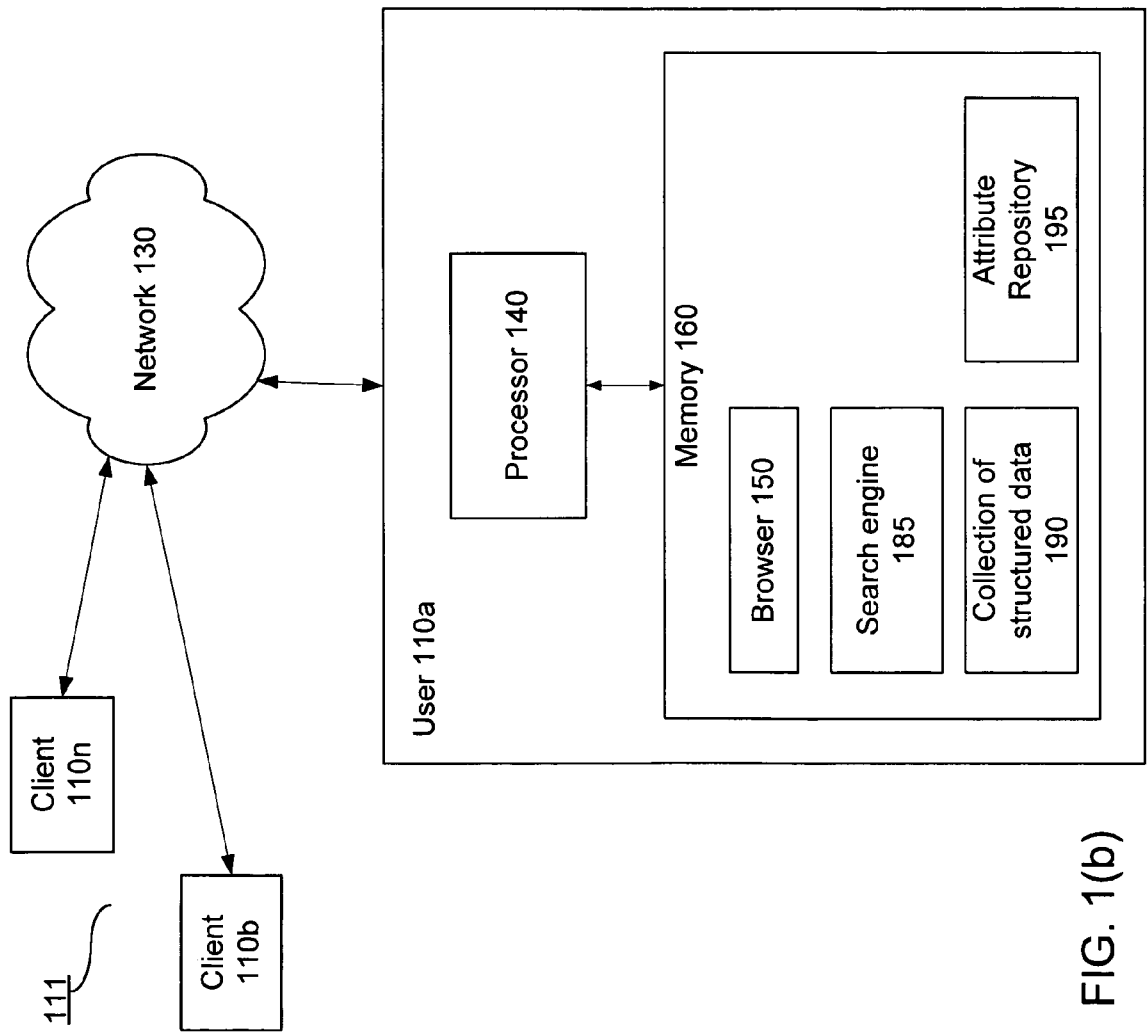 111
Client
110b
Client
110n
Network 130
User 110a
Processor 140
Memory 160
Browser 150
Search engine
185
Collection of
structured data
190
Attribute
Repository
195
FIG. 1(b)